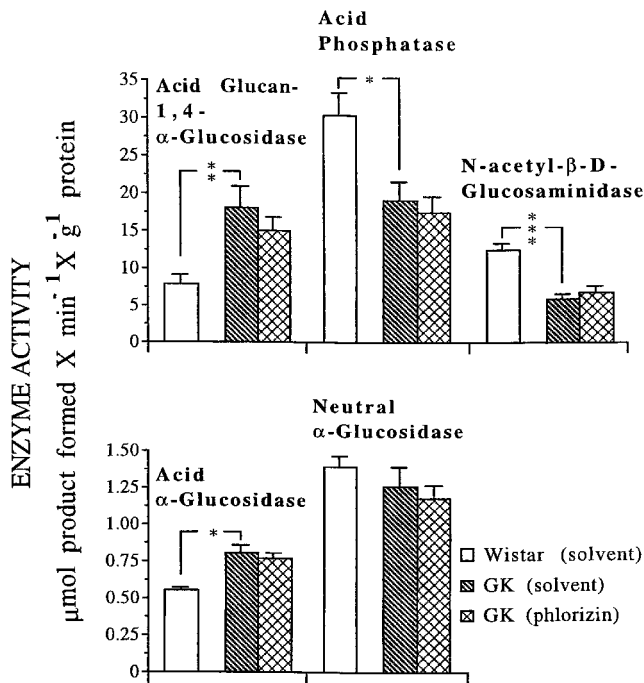 ENZYME ACTIVITY
µmol product formed X min-1 X g-1 protein
Acid
Phosphatase
35
30
25
20
15
10
5
0
Acid Glucan-
1,4-
α-Glucosidase
**
*
N-acetyl-β-D-
Glucosaminidase
***
Neutral
α-Glucosidase
1.50
1.25
1.00
0.75
0.50
0.25
0
Acid
α-Glucosidase
*
Wistar (solvent)
GK (solvent)
GK (phlorizin)